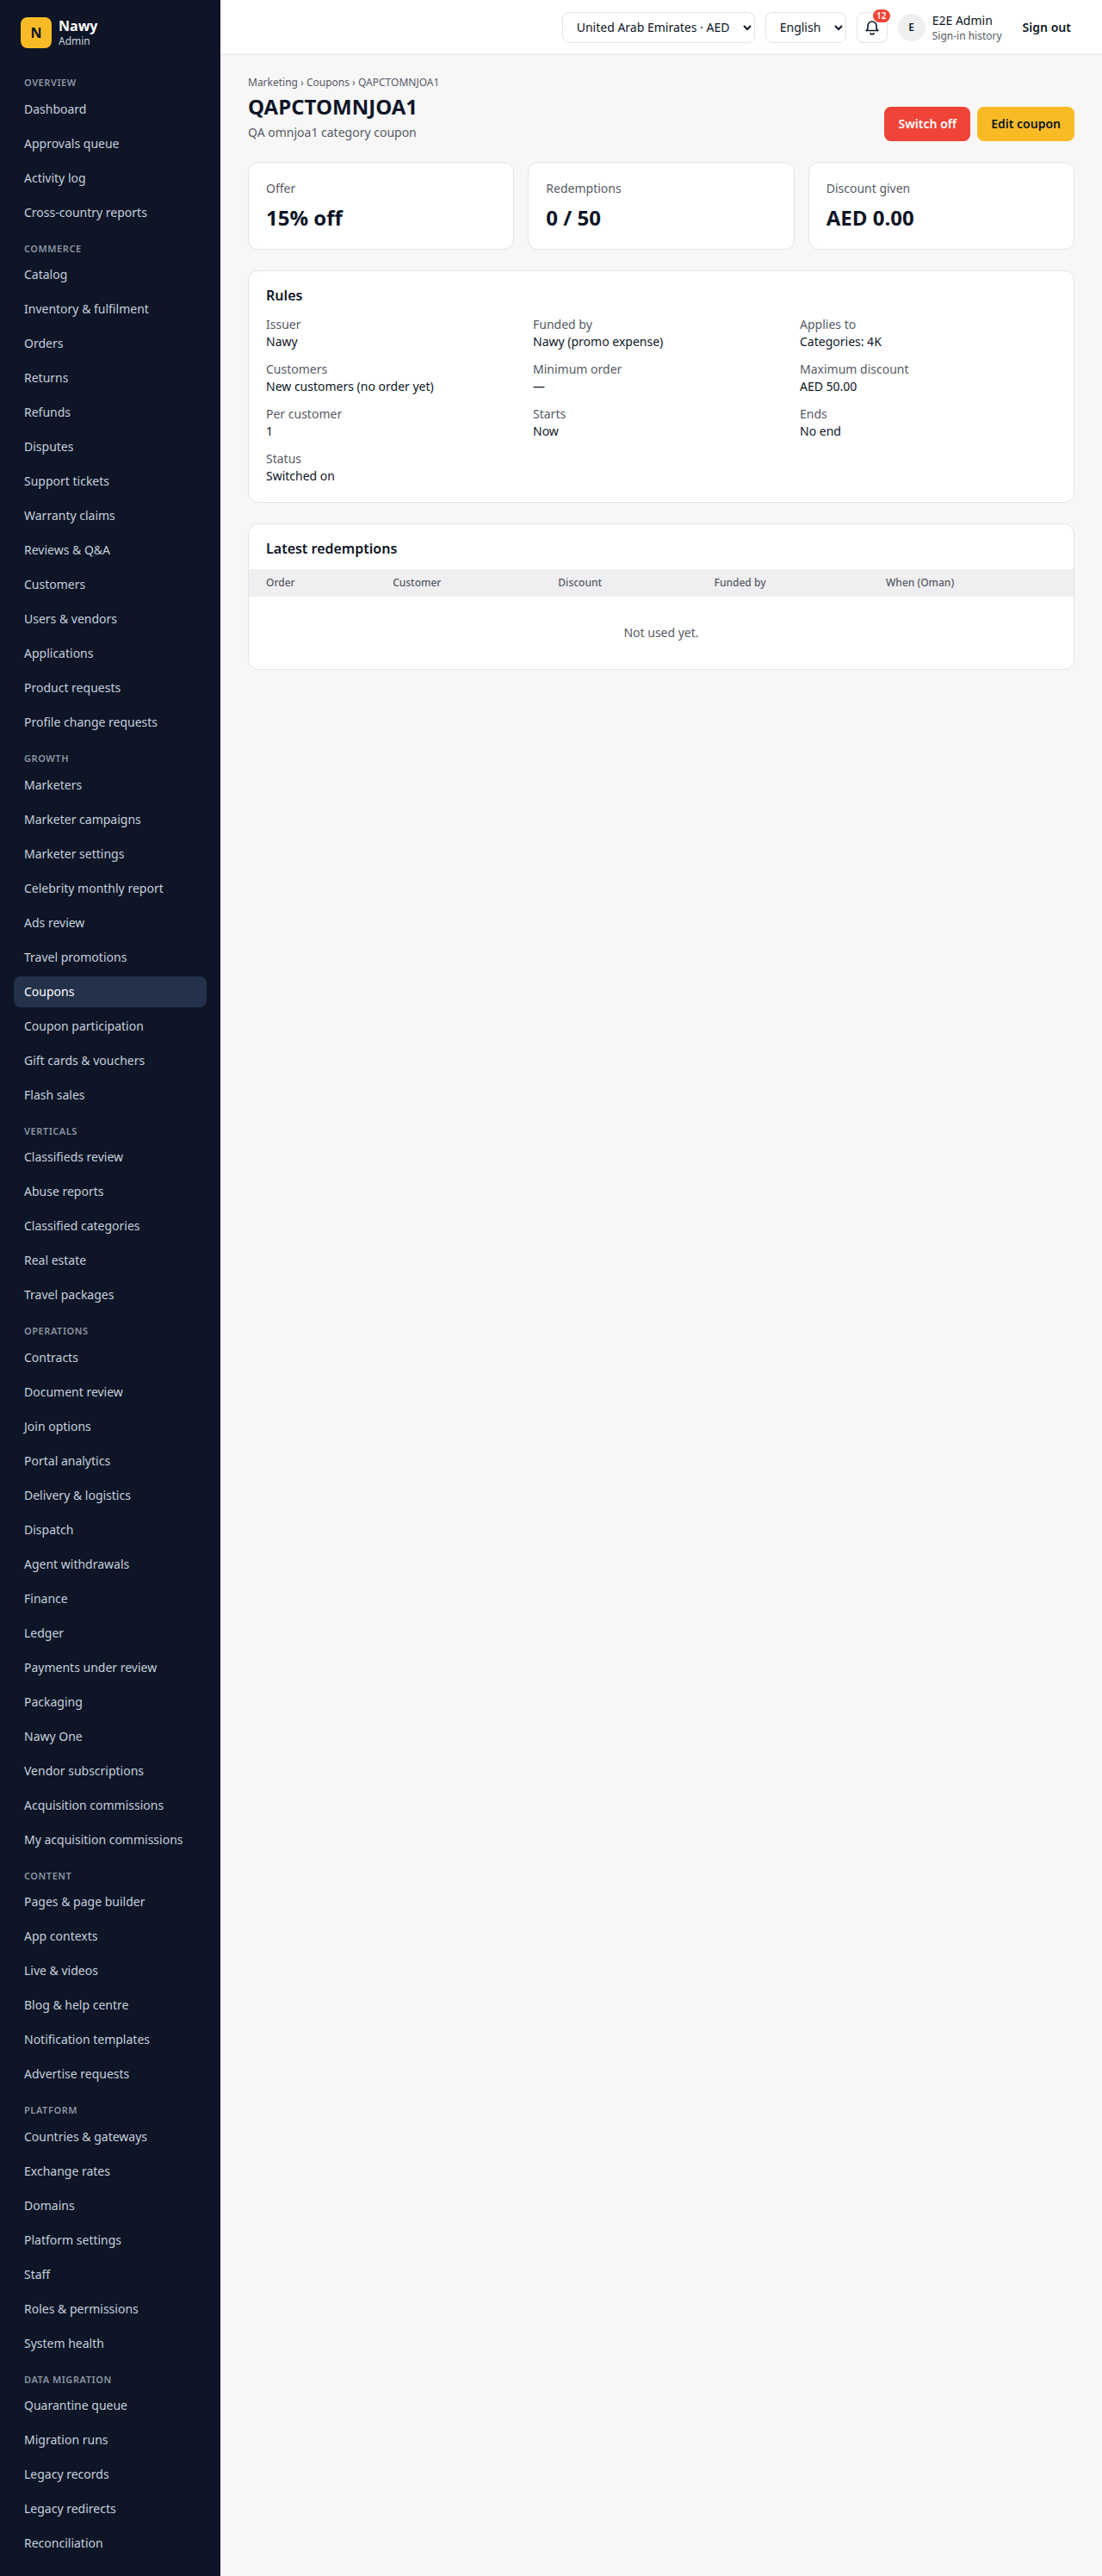 N
Nawy
Admin
OVERVIEW
Dashboard
Approvals queue
Activity log
Cross-country reports
COMMERCE
Catalog
Inventory & fulfilment
Orders
Returns
Refunds
Disputes
Support tickets
Warranty claims
Reviews & Q&A
Customers
Users & vendors
Applications
Product requests
Profile change requests
GROWTH
Marketers
Marketer campaigns
Marketer settings
Celebrity monthly report
Ads review
Travel promotions
Coupons
Coupon participation
Gift cards & vouchers
Flash sales
VERTICALS
Classifieds review
Abuse reports
Classified categories
Real estate
Travel packages
OPERATIONS
Contracts
Document review
Join options
Portal analytics
Delivery & logistics
Dispatch
Agent withdrawals
Finance
Ledger
Payments under review
Packaging
Nawy One
Vendor subscriptions
Acquisition commissions
My acquisition commissions
CONTENT
Pages & page builder
App contexts
Live & videos
Blog & help centre
Notification templates
Advertise requests
PLATFORM
Countries & gateways
Exchange rates
Domains
Platform settings
Staff
Roles & permissions
System health
DATA MIGRATION
Quarantine queue
Migration runs
Legacy records
Legacy redirects
Reconciliation
United Arab Emirates · AED
English
12
E
E2E Admin
Sign-in history
Sign out
Marketing › Coupons › QAPCTOMNJOA1
QAPCTOMNJOA1
QA omnjoa1 category coupon
Switch off
Edit coupon
Offer
15% off
Redemptions
0 / 50
Discount given
AED 0.00
Rules
Issuer
Nawy
Funded by
Nawy (promo expense)
Applies to
Categories: 4K
Customers
New customers (no order yet)
Minimum order
—
Maximum discount
AED 50.00
Per customer
1
Starts
Now
Ends
No end
Status
Switched on
Latest redemptions
Order Customer Discount Funded by When (Oman)
Not used yet.